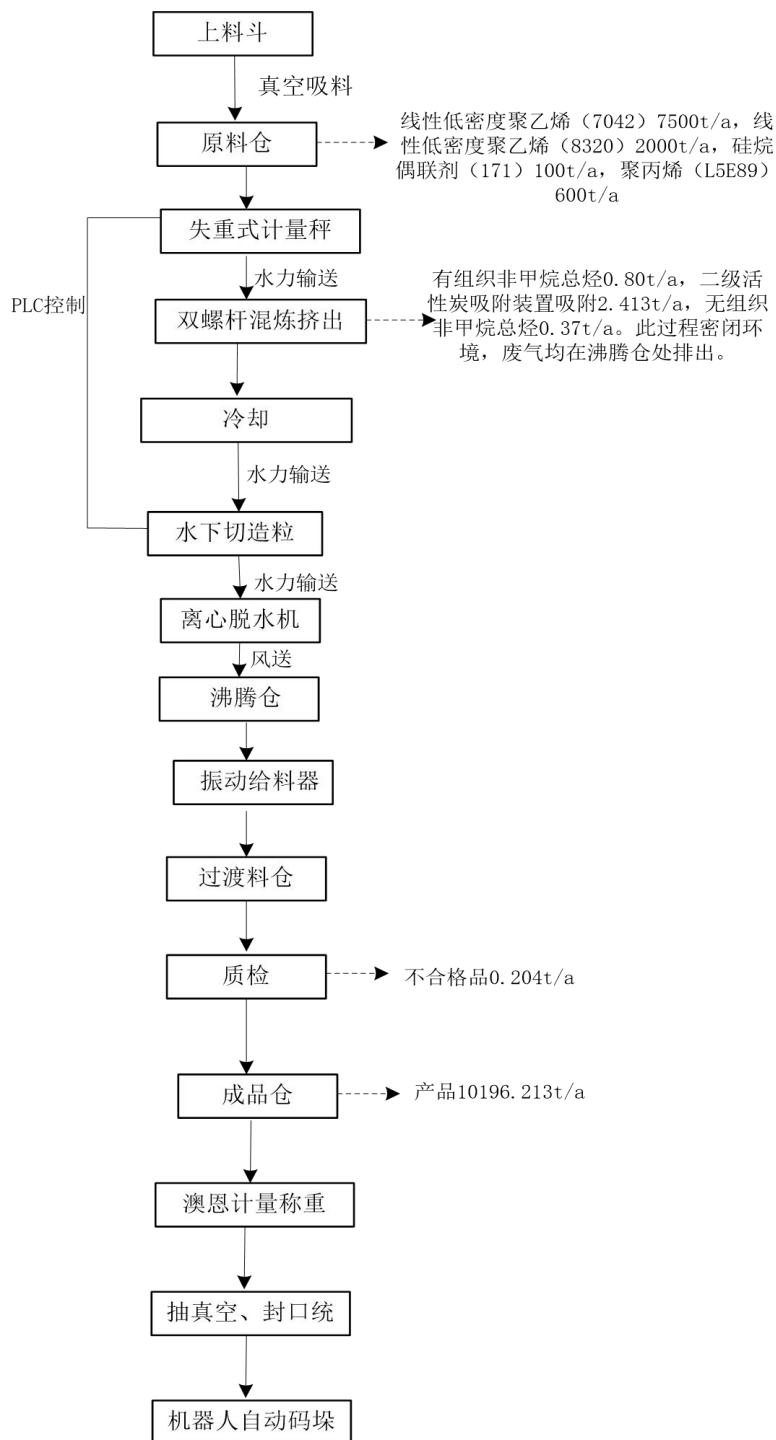 上料斗
真空吸料
原料仓
线性低密度聚乙烯（7042）7500t/a，线
性低密度聚乙烯（8320）2000t/a，硅烷
偶联剂（171）100t/a，聚丙烯（L5E89）
600t/a
失重式计量秤
水力输送
PLC控制
双螺杆混炼挤出
有组织非甲烷总烃0.80t/a，二级活
性炭吸附装置吸附2.413t/a，无组织
非甲烷总烃0.37t/a。此过程密闭环
境，废气均在沸腾仓处排出。
冷却
水力输送
水下切造粒
水力输送
离心脱水机
风送
沸腾仓
振动给料器
过渡料仓
质检
不合格品0.204t/a
成品仓
产品10196.213t/a
澳恩计量称重
抽真空、封口统
机器人自动码垛